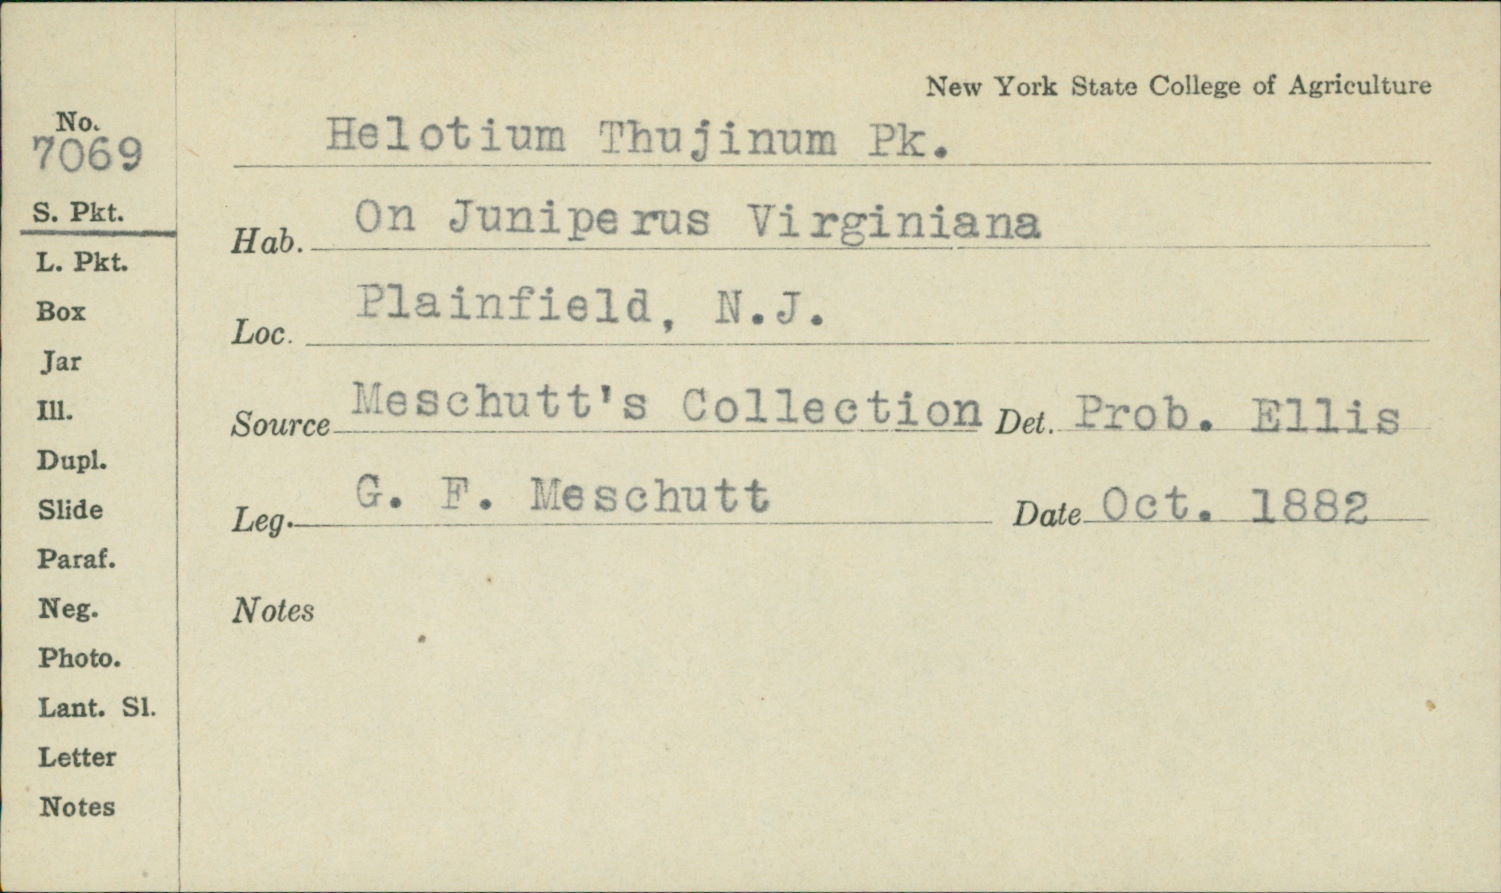 New York State College of Agriculture
No.
7069
Helotium Thujinum Pk.
S. Pkt.
Hab. On Juniperus Virginiana
L. Pkt.
Box
Loc. Plainfield, N.J.
Jar
Ill.
Source Meschutt's Collection Det. Prob. Ellis
Dupl.
Slide
Leg. G. F. Meschutt Date Oct. 1882
Paraf.
Neg.
Notes
Photo.
Lant. Sl.
Letter
Notes